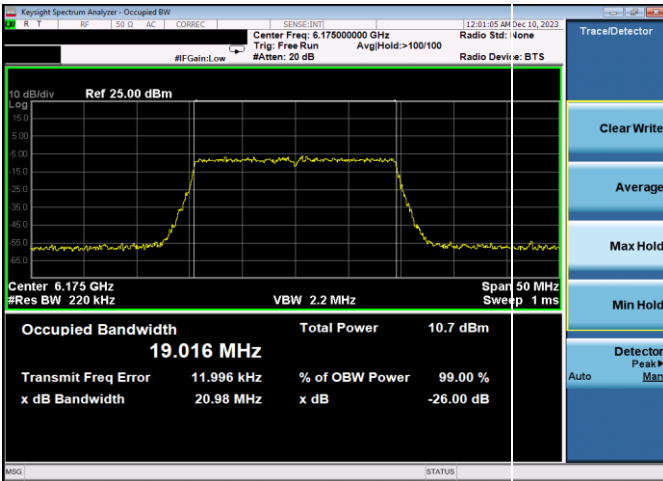 Keysight Spectrum Analyzer - Occupied BW
R T RF 50 Ω AC CORREC SENSE:INT 12:01:05 AM Dec 10, 2023
Center Freq: 6.175000000 GHz Radio Std: None
Trig: Free Run Avg|Hold:>100/100
#IFGain:Low #Atten: 20 dB Radio Device: BTS
10 dB/div Ref 25.00 dBm
Log
15.0
5.00
-5.00
-15.0
-25.0
-35.0
-45.0
-55.0
-65.0
Center 6.175 GHz Span 50 MHz
#Res BW 220 kHz VBW 2.2 MHz Sweep 1 ms
Occupied Bandwidth Total Power 10.7 dBm
19.016 MHz
Transmit Freq Error 11.996 kHz % of OBW Power 99.00 %
x dB Bandwidth 20.98 MHz x dB -26.00 dB
MSG STATUS
Trace/Detector
Clear Write
Average
Max Hold
Min Hold
Detector
Peak▶
Auto Man